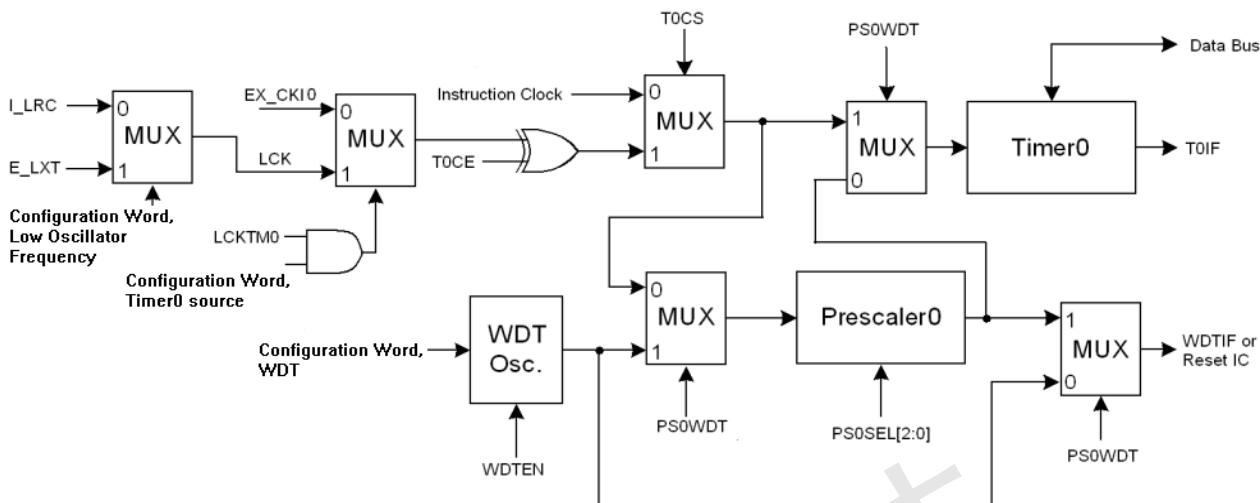 T0CS
PS0WDT
Data Bus
I_LRC
0
MUX
1
E_LXT
EX_CKI0
0
MUX
1
LCK
T0CE
Instruction Clock
0
MUX
1
1
MUX
0
Timer0
T0IF
Configuration Word,
Low Oscillator
Frequency
LCKTM0
Configuration Word,
Timer0 source
Configuration Word,
WDT
WDT
Osc.
WDTEN
0
MUX
1
PS0WDT
Prescaler0
PS0SEL[2:0]
1
MUX
0
WDTIF or
Reset IC
PS0WDT